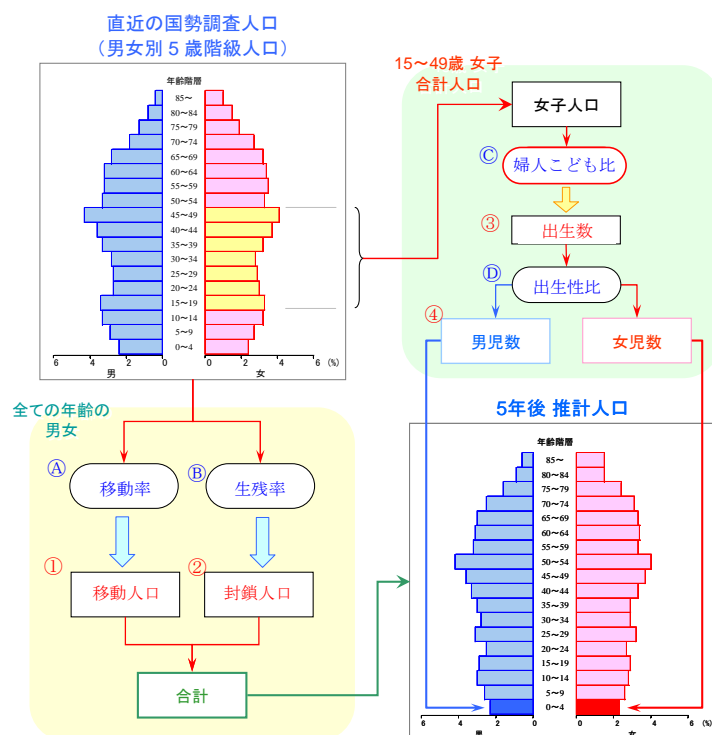 直近の国勢調査人口
（男女別５歳階級人口）
年齢階層
85～
80～84
75～79
70～74
65～69
60～64
55～59
50～54
45～49
40～44
35～39
30～34
25～29
20～24
15～19
10～14
5～9
0～4
6 4 2 0 0 2 4 6 (%)
男 女
15～49歳 女子
合計人口
女子人口
Ⓒ 婦人こども比
③ 出生数
Ⓓ 出生性比
④ 男児数 女児数
全ての年齢の
男女
Ⓐ 移動率 Ⓑ 生残率
① 移動人口 ② 封鎖人口
合計
5年後 推計人口
年齢階層
85～
80～84
75～79
70～74
65～69
60～64
55～59
50～54
45～49
40～44
35～39
30～34
25～29
20～24
15～19
10～14
5～9
0～4
6 4 2 0 0 2 4 6 (%)
男 女